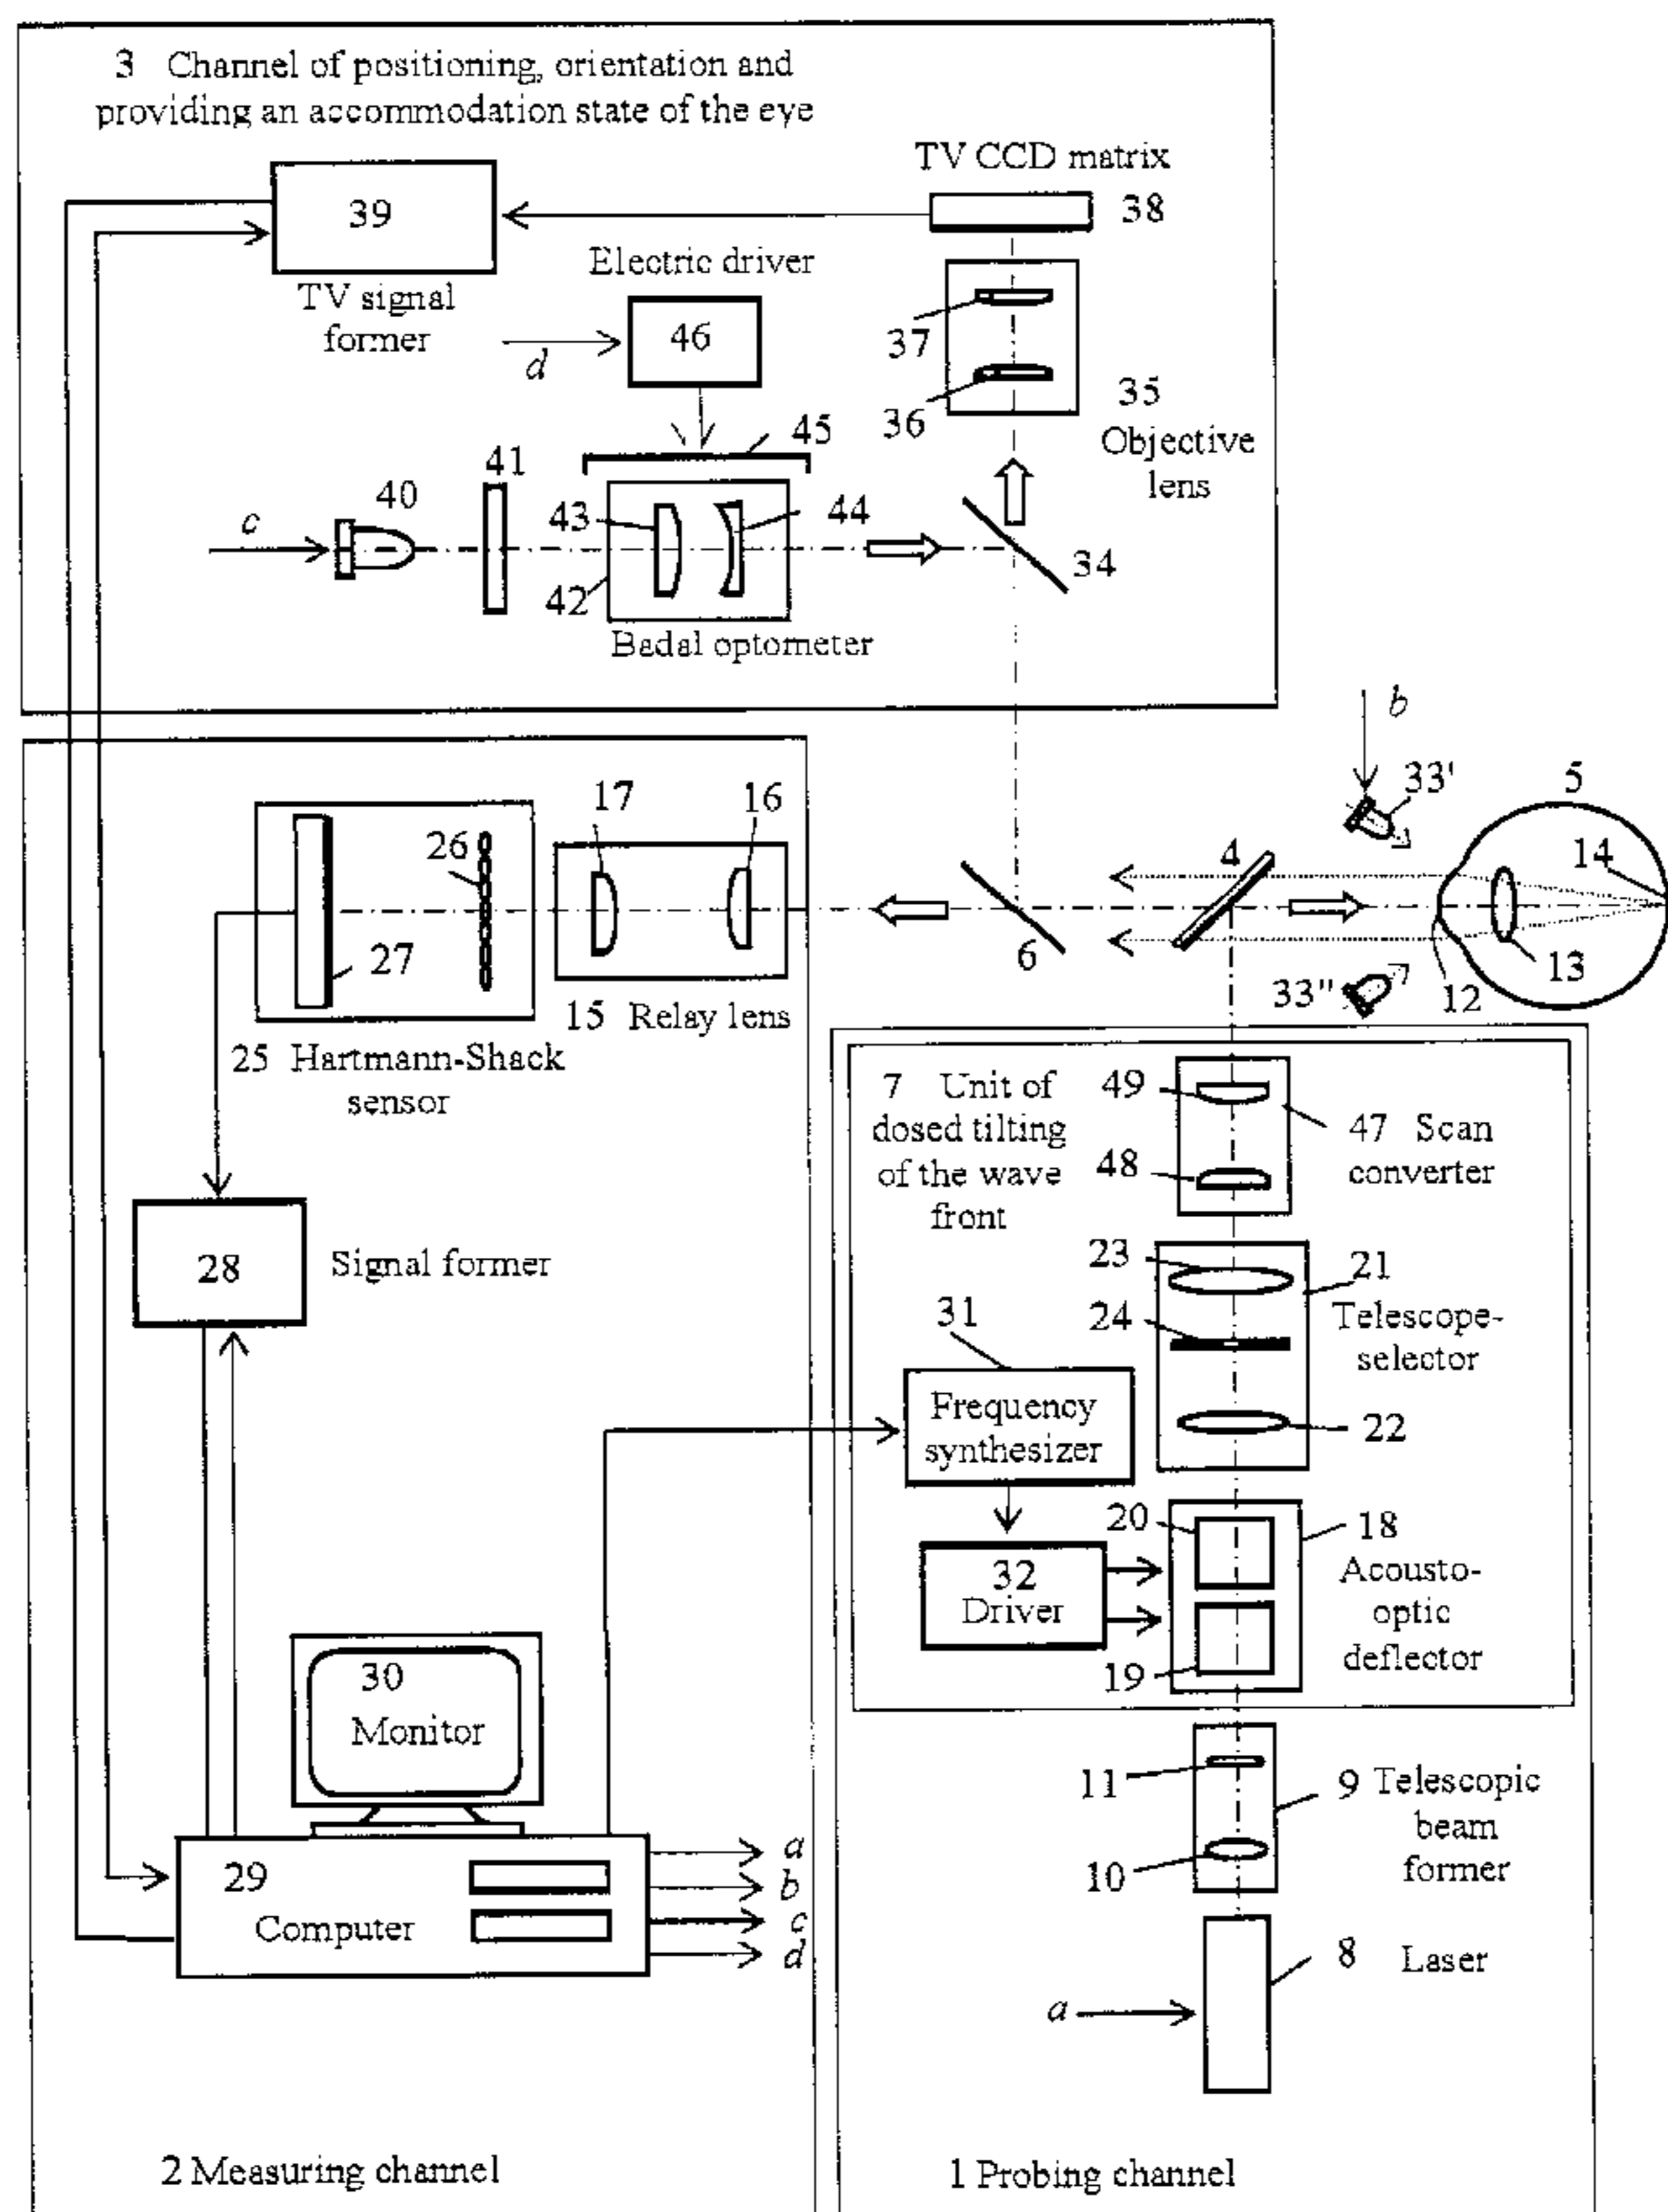 3 Channel of positioning, orientation and
providing an accommodation state of the eye
TV CCD matrix
39
38
TV signal
former
Electric driver
46
d
37
36
35
Objective
lens
45
41
40
c
43
44
42
34
Badal optometer
b
33'
5
17
16
26
4
14
27
6
13
12
33"
15 Relay lens
25 Hartmann-Shack
sensor
7 Unit of
dosed tilting
of the wave
front
49
48
47 Scan
converter
28
Signal former
23
24
21
Telescope-
selector
22
31
Frequency
synthesizer
20
18
Acousto-
optic
deflector
32
Driver
19
30
Monitor
11
10
9 Telescopic
beam
former
29
Computer
a
b
c
d
8 Laser
a
2 Measuring channel
1 Probing channel